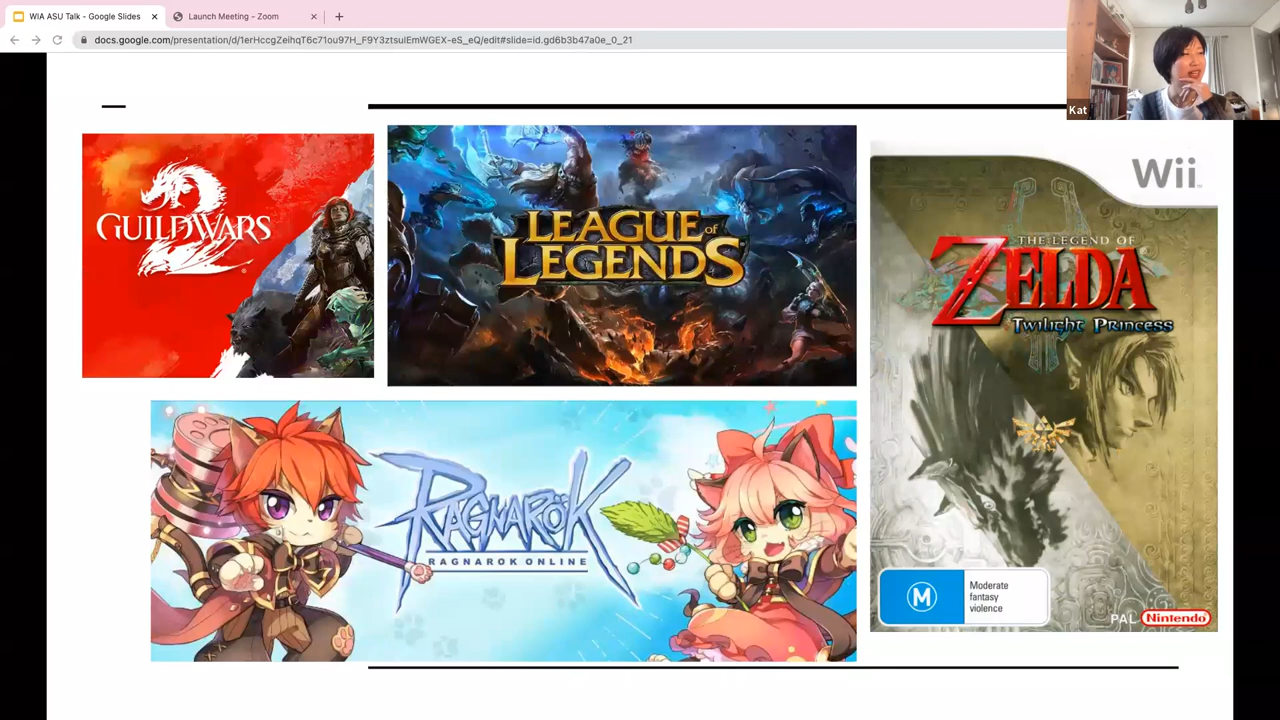 WIA ASU Talk - Google Slides
Launch Meeting - Zoom
docs.google.com/presentation/d/1erHccgZeihqT6c71ou97H_F9Y3ztsulEmWGEX-eS_eQ/edit#slide=id.gd6b3b47a0e_0_21
Kat
GUILD WARS
2
LEAGUE OF
LEGENDS
Wii
THE LEGEND OF
ZELDA
Twilight Princess
RAGNARÖK
RAGNAROK ONLINE
M
Moderate
fantasy
violence
PAL Nintendo